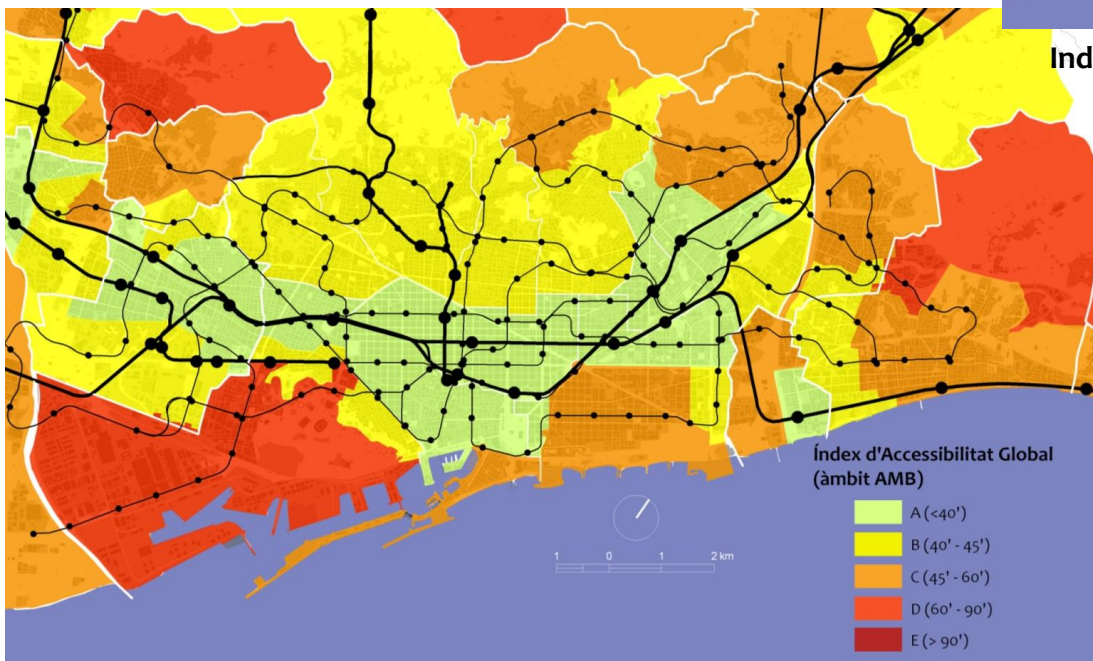 Ind
Índex d'Accessibilitat Global
(àmbit AMB)
A (<40')
B (40' - 45')
C (45' - 60')
D (60' - 90')
E (> 90')
1 0 1 2 km